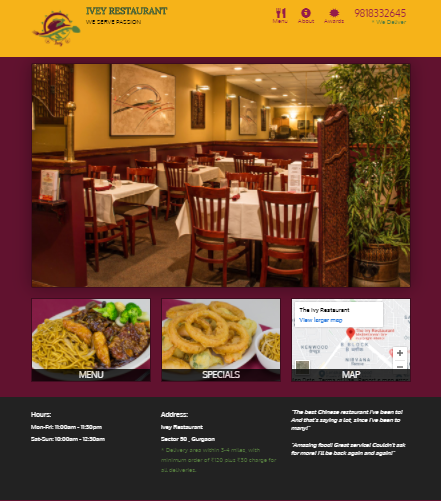 IVEY RESTAURANT
WE SERVE PASSION
Menu
About
Awards
9818332645
* We Deliver
MENU
SPECIALS
The Ivy Restaurant
View larger map
The Ivy Restaurant
KENWOOD
E BLOCK
NIRVANA
+
−
MAP
Hours:
Mon-Fri: 11:00am - 11:30pm
Sat-Sun: 10:00am - 12:30am
Address:
Ivey Restaurant
Sector 30 , Gurgaon
* Delivery area within 3-4 miles, with
minimum order of ₹120 plus ₹30 charge for
all deliveries.
"The best Chinese restaurant I've been to!
And that's saying a lot, since I've been to
many!"
"Amazing food! Great service! Couldn't ask
for more! I'll be back again and again!"